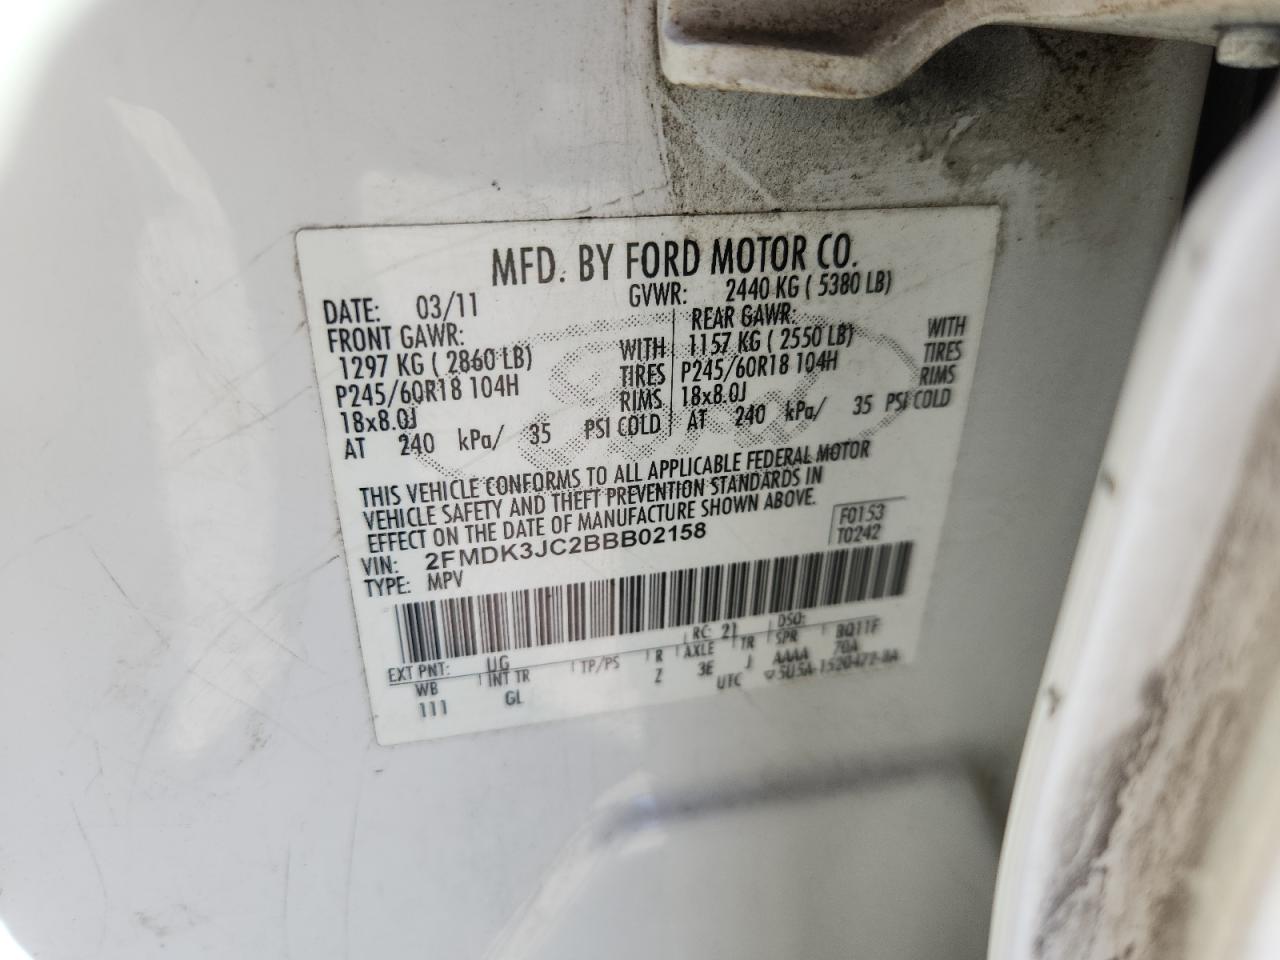 MFD. BY FORD MOTOR CO.
DATE: 03/11 GVWR: 2440 KG ( 5380 LB)
FRONT GAWR: REAR GAWR:
1297 KG ( 2860 LB) WITH 1157 KG ( 2550 LB) WITH
P245/60R18 104H TIRES P245/60R18 104H TIRES
18x8.0J RIMS 18x8.0J RIMS
AT 240 kPa/ 35 PSI COLD AT 240 kPa/ 35 PSI COLD
THIS VEHICLE CONFORMS TO ALL APPLICABLE FEDERAL MOTOR
VEHICLE SAFETY AND THEFT PREVENTION STANDARDS IN
EFFECT ON THE DATE OF MANUFACTURE SHOWN ABOVE.
VIN: 2FMDK3JC2BBB02158 F0153
TYPE: MPV T0242
EXT PNT: UG RC: 21 DSO:
WB INT TR TP/PS R AXLE TR SPR BQ11F
111 GL Z 3E J AAAA 70A
UTC